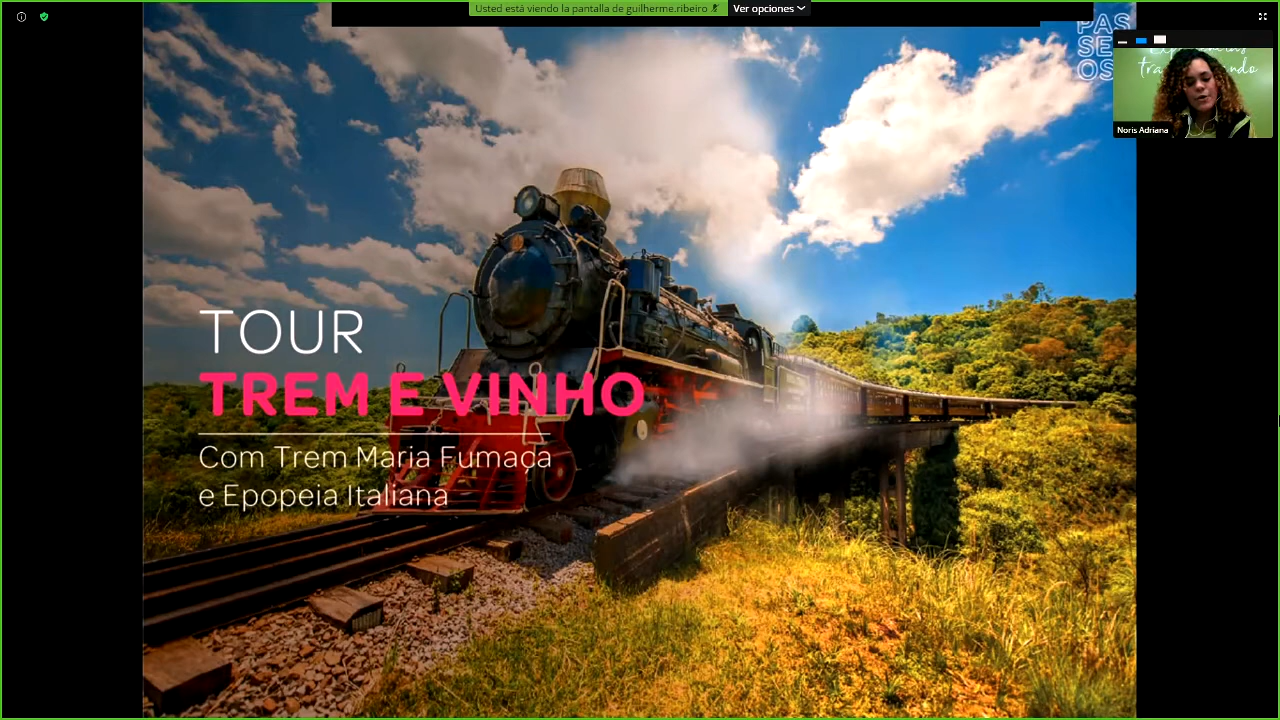 Usted está viendo la pantalla de guilherme.ribeiro
Ver opciones
PAS
SE
OS
Noris Adriana
TOUR
TREM E VINHO
Com Trem Maria Fumaça
e Epopeia Italiana